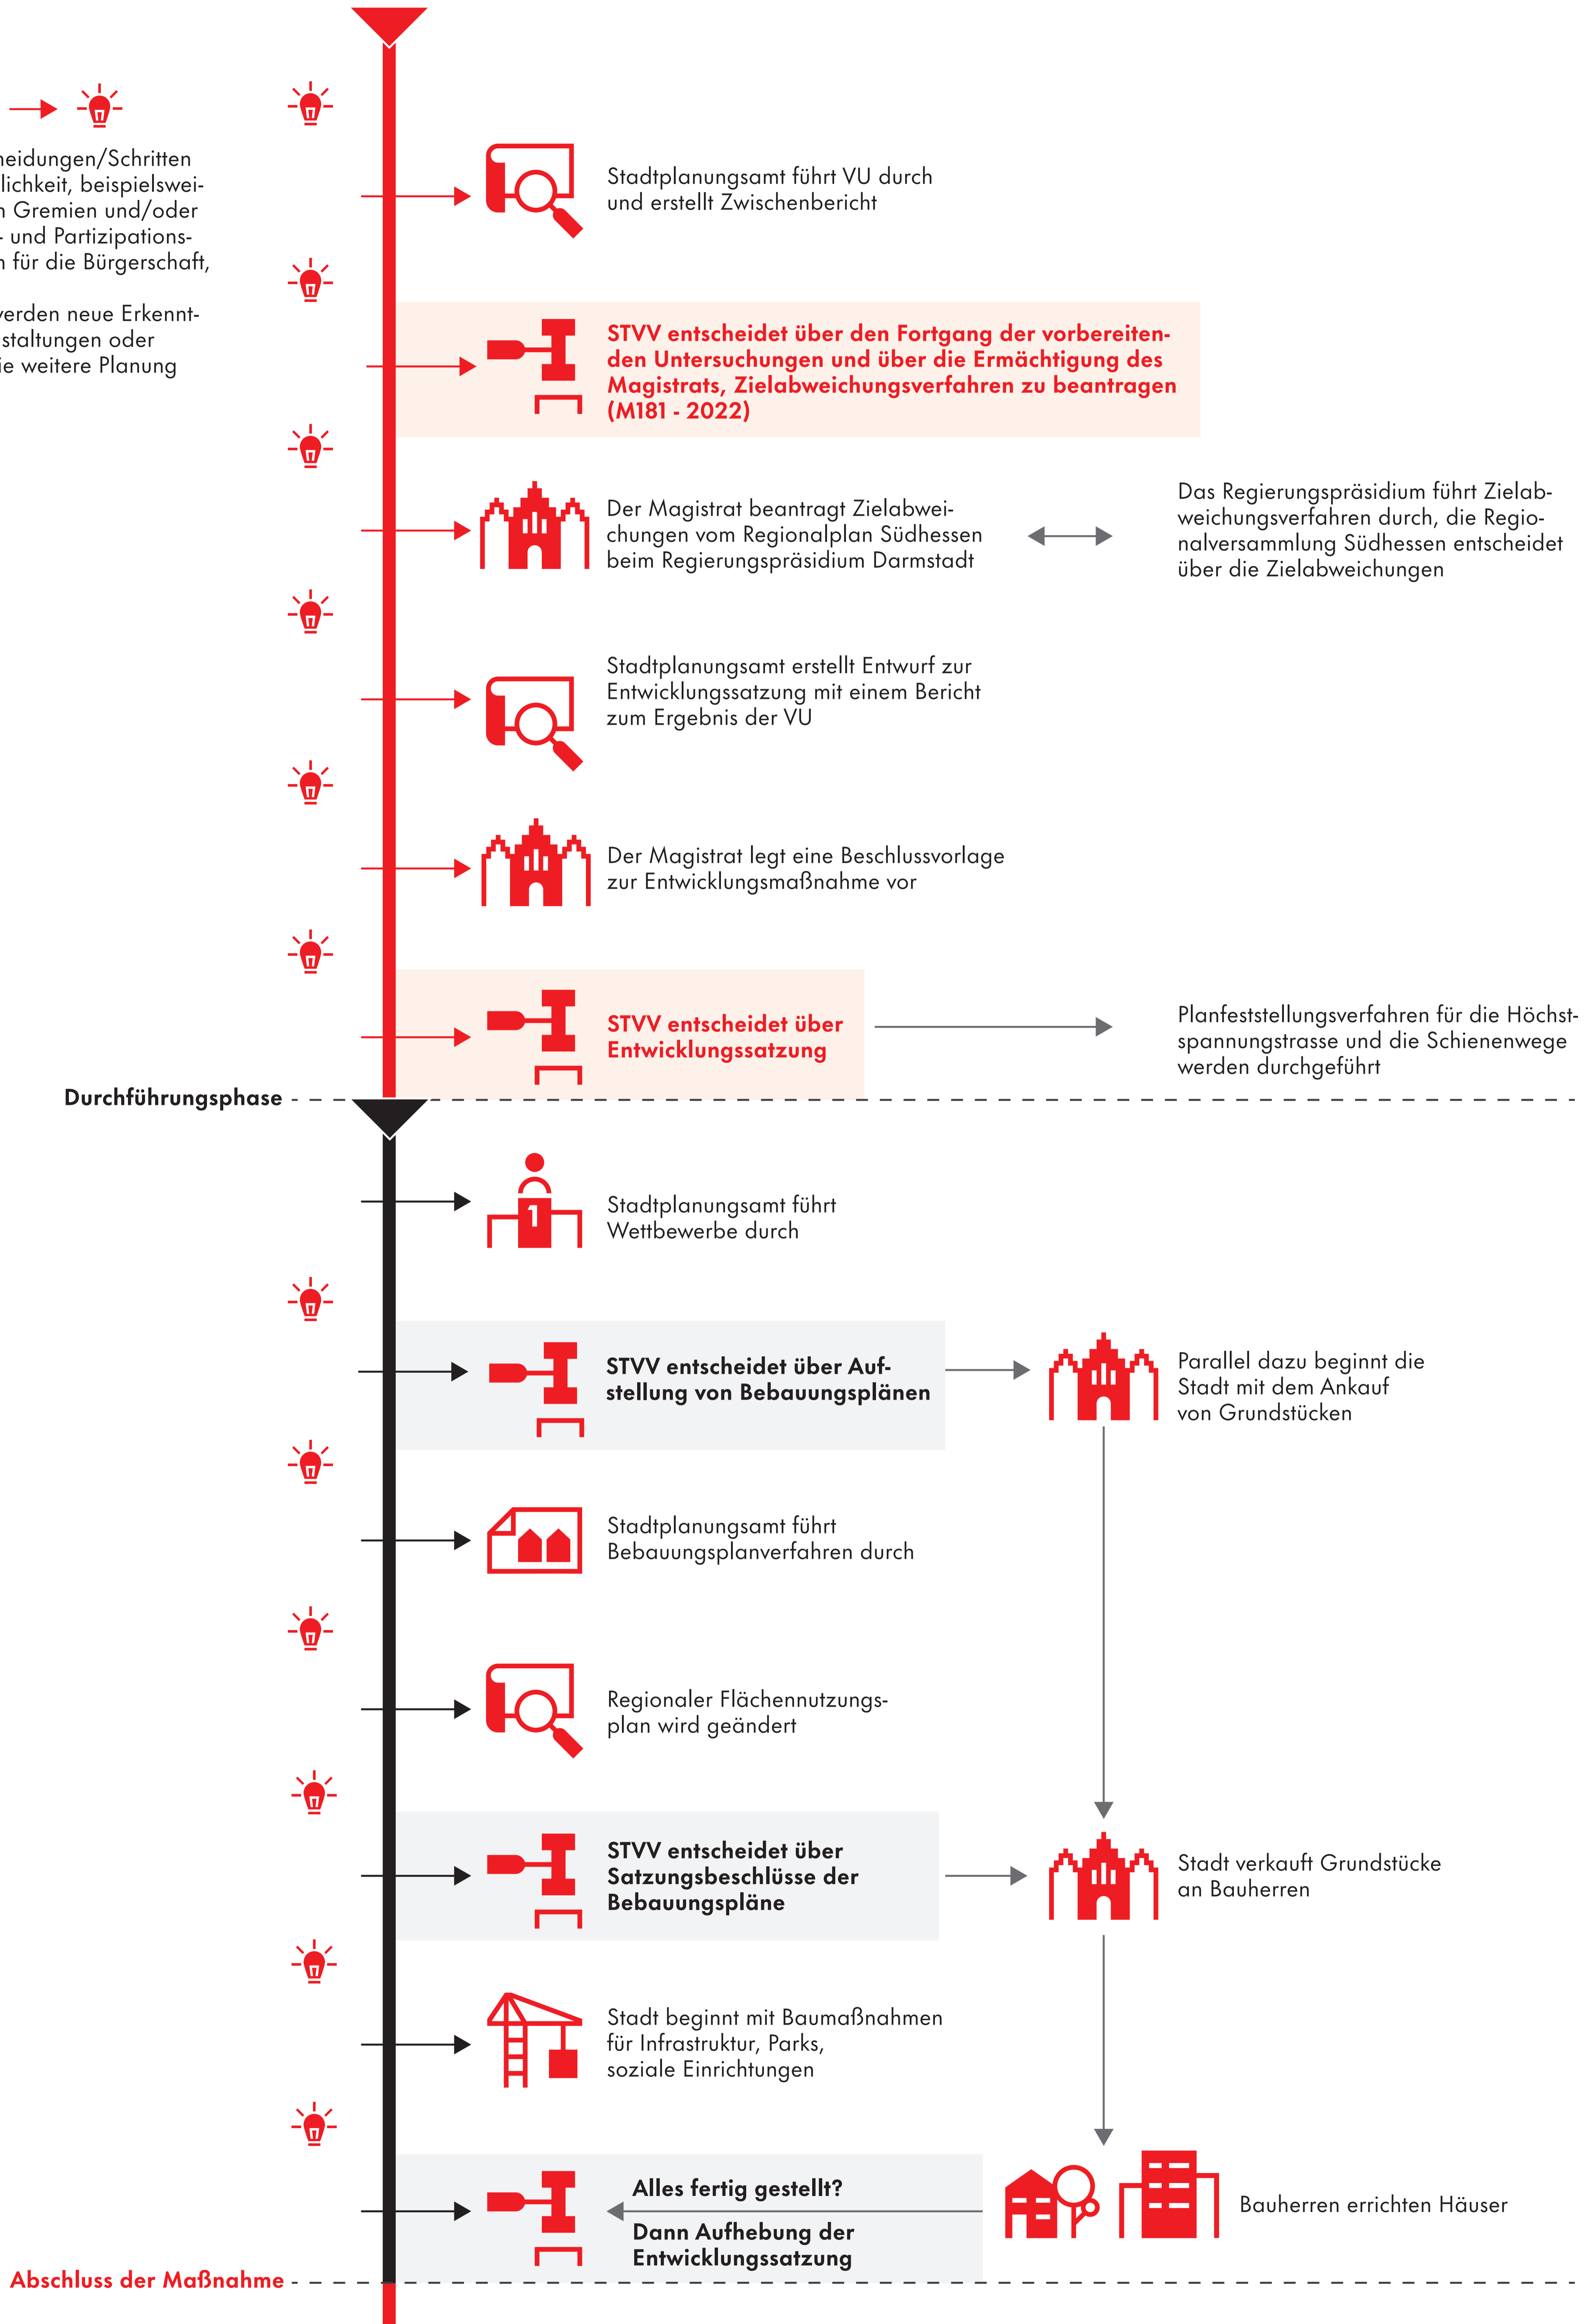 heidungen/Schritten
lichkeit, beispielswei-
n Gremien und/oder
- und Partizipations-
n für die Bürgerschaft,
verden neue Erkennt-
staltungen oder
ie weitere Planung
Stadtplanungsamt führt VU durch
und erstellt Zwischenbericht
STVV entscheidet über den Fortgang der vorbereiten-
den Untersuchungen und über die Ermächtigung des
Magistrats, Zielabweichungsverfahren zu beantragen
(M181 - 2022)
Der Magistrat beantragt Zielabwei-
chungen vom Regionalplan Südhessen
beim Regierungspräsidium Darmstadt
Das Regierungspräsidium führt Zielab-
weichungsverfahren durch, die Regio-
nalversammlung Südhessen entscheidet
über die Zielabweichungen
Stadtplanungsamt erstellt Entwurf zur
Entwicklungssatzung mit einem Bericht
zum Ergebnis der VU
Der Magistrat legt eine Beschlussvorlage
zur Entwicklungsmaßnahme vor
STVV entscheidet über
Entwicklungssatzung
Planfeststellungsverfahren für die Höchst-
spannungstrasse und die Schienenwege
werden durchgeführt
Durchführungsphase
1
Stadtplanungsamt führt
Wettbewerbe durch
STVV entscheidet über Auf-
stellung von Bebauungsplänen
Parallel dazu beginnt die
Stadt mit dem Ankauf
von Grundstücken
Stadtplanungsamt führt
Bebauungsplanverfahren durch
Regionaler Flächennutzungs-
plan wird geändert
STVV entscheidet über
Satzungsbeschlüsse der
Bebauungspläne
Stadt verkauft Grundstücke
an Bauherren
Stadt beginnt mit Baumaßnahmen
für Infrastruktur, Parks,
soziale Einrichtungen
Alles fertig gestellt?
Dann Aufhebung der
Entwicklungssatzung
Bauherren errichten Häuser
Abschluss der Maßnahme